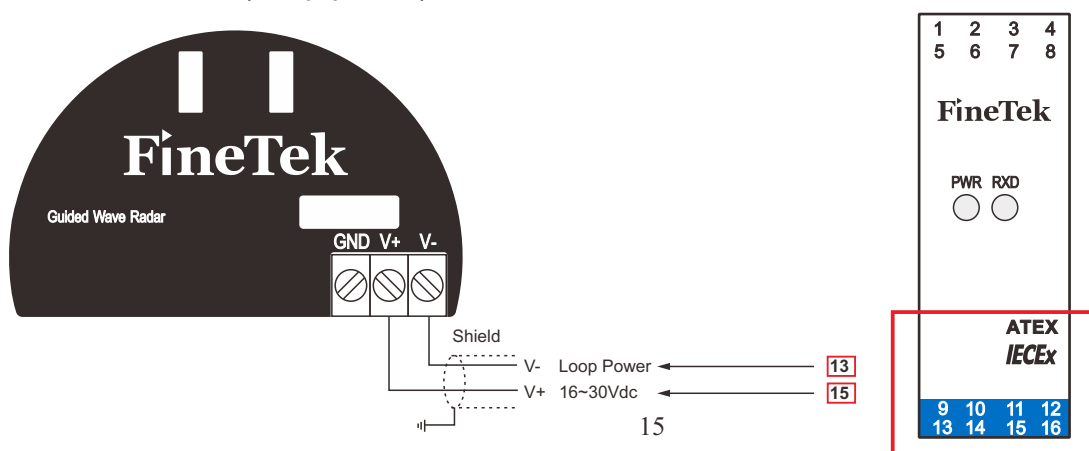 1 2 3 4
5 6 7 8
FineTek
PWR RXD
ATEX
IECEx
9 10 11 12
13 14 15 16
FineTek
Guided Wave Radar
GND V+ V-
Shield
V- Loop Power 13
V+ 16~30Vdc 15
15